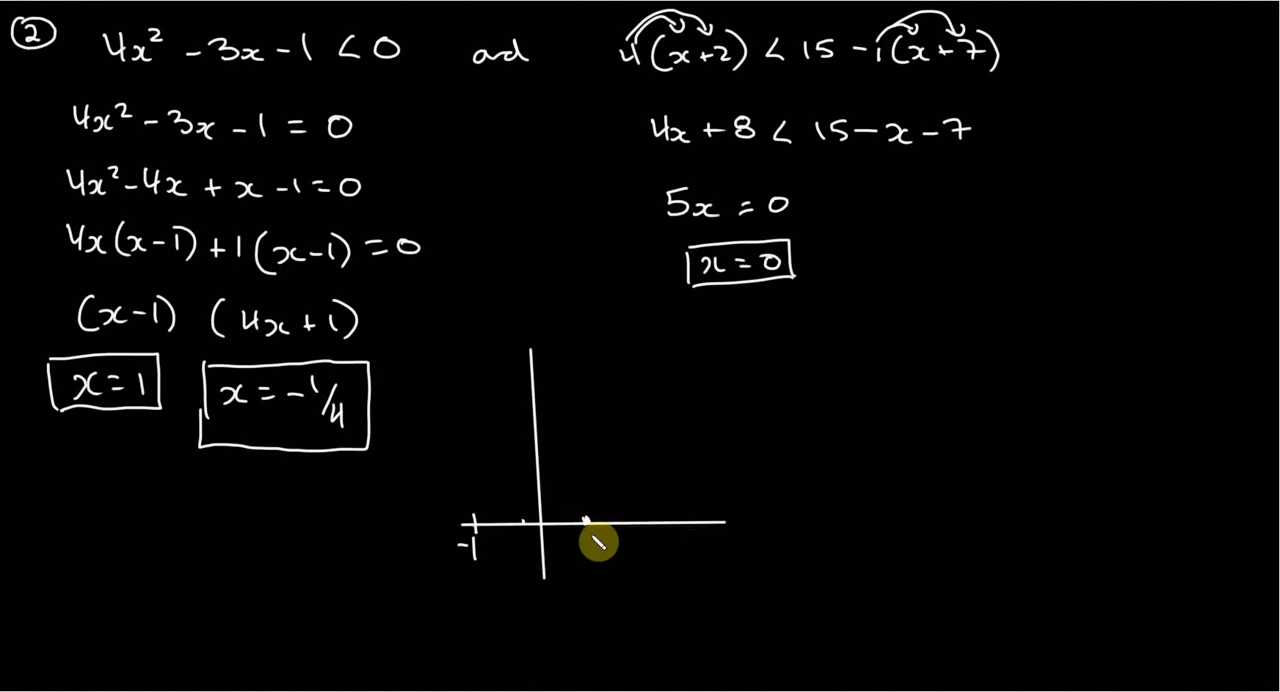 ② 4x² - 3x - 1 < 0 and 4(x+2) < 15 - 1(x+7)
4x² - 3x - 1 = 0
4x² - 4x + x - 1 = 0
4x(x-1) + 1(x-1) = 0
(x-1) (4x+1)
x = 1 x = -1/4
4x + 8 < 15 - x - 7
5x = 0
x = 0
-1